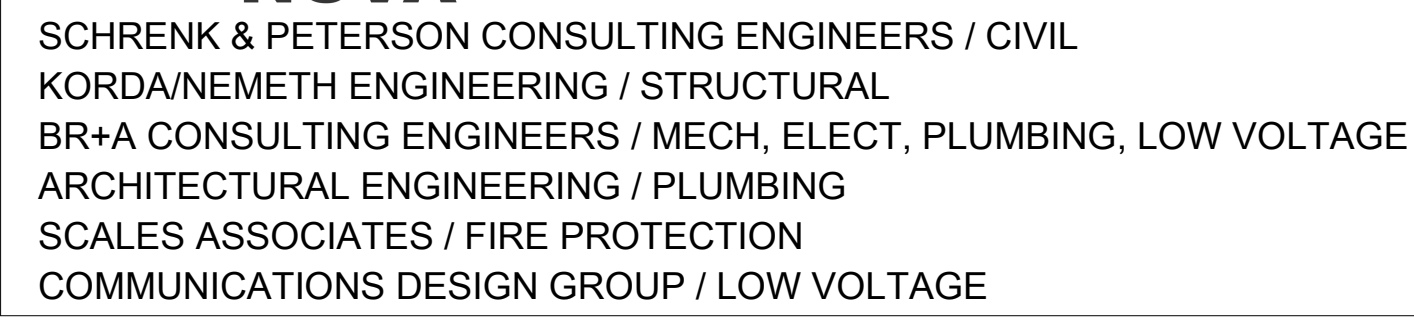 SCHRENK & PETERSON CONSULTING ENGINEERS / CIVIL
KORDA/NEMETH ENGINEERING / STRUCTURAL
BR+A CONSULTING ENGINEERS / MECH, ELECT, PLUMBING, LOW VOLTAGE
ARCHITECTURAL ENGINEERING / PLUMBING
SCALES ASSOCIATES / FIRE PROTECTION
COMMUNICATIONS DESIGN GROUP / LOW VOLTAGE